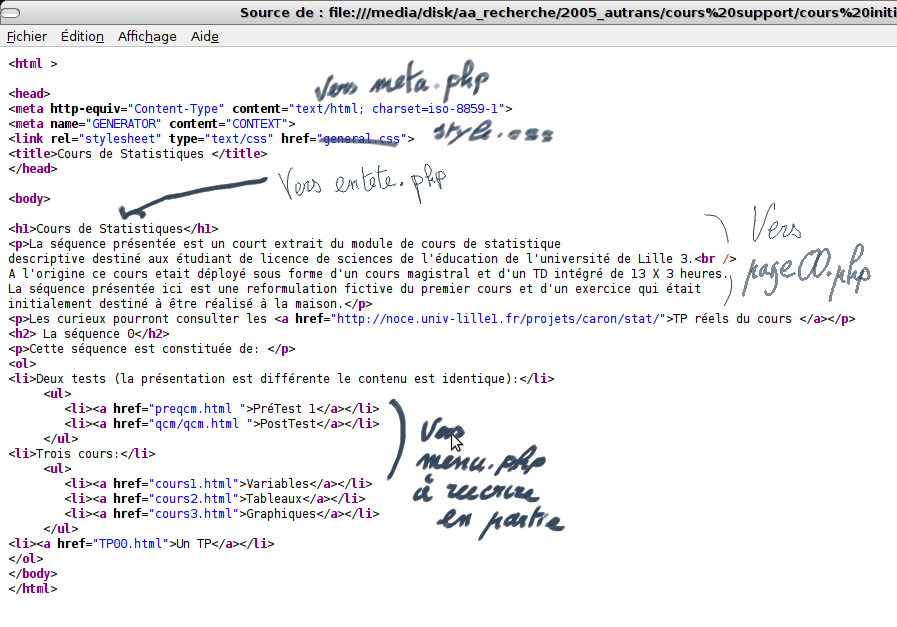 Source de : file:///media/disk/aa_recherche/2005_autrans/cours%20support/cours%20initi
Fichier Édition Affichage Aide
<html >
Vers meta.php
<head>
<meta http-equiv="Content-Type" content="text/html; charset=iso-8859-1">
<meta name="GENERATOR" content="CONTEXT">
<link rel="stylesheet" type="text/css" href="general.css"> style.css
<title>Cours de Statistiques </title>
</head>
Vers entete.php
<body>
<h1>Cours de Statistiques</h1>
<p>La séquence présentée est un court extrait du module de cours de statistique
descriptive destiné aux étudiant de licence de sciences de l'éducation de l'université de Lille 3.<br />
A l'origine ce cours etait déployé sous forme d'un cours magistral et d'un TD intégré de 13 X 3 heures.
La séquence présentée ici est une reformulation fictive du premier cours et d'un exercice qui était
initialement destiné à être réalisé à la maison.</p>
Vers
page00.php
<p>Les curieux pourront consulter les <a href="http://noce.univ-lille1.fr/projets/caron/stat/">TP réels du cours </a></p>
<h2> La séquence 0</h2>
<p>Cette séquence est constituée de: </p>
<ol>
<li>Deux tests (la présentation est différente le contenu est identique):</li>
<ul>
<li><a href="preqcm.html ">PréTest 1</a></li>
<li><a href="qcm/qcm.html ">PostTest</a></li>
</ul>
<li>Trois cours:</li>
<ul>
<li><a href="cours1.html">Variables</a></li>
<li><a href="cours2.html">Tableaux</a></li>
<li><a href="cours3.html">Graphiques</a></li>
</ul>
Vers
menu.php
à reecrire
en partie
<li><a href="TP00.html">Un TP</a></li>
</ol>
</body>
</html>